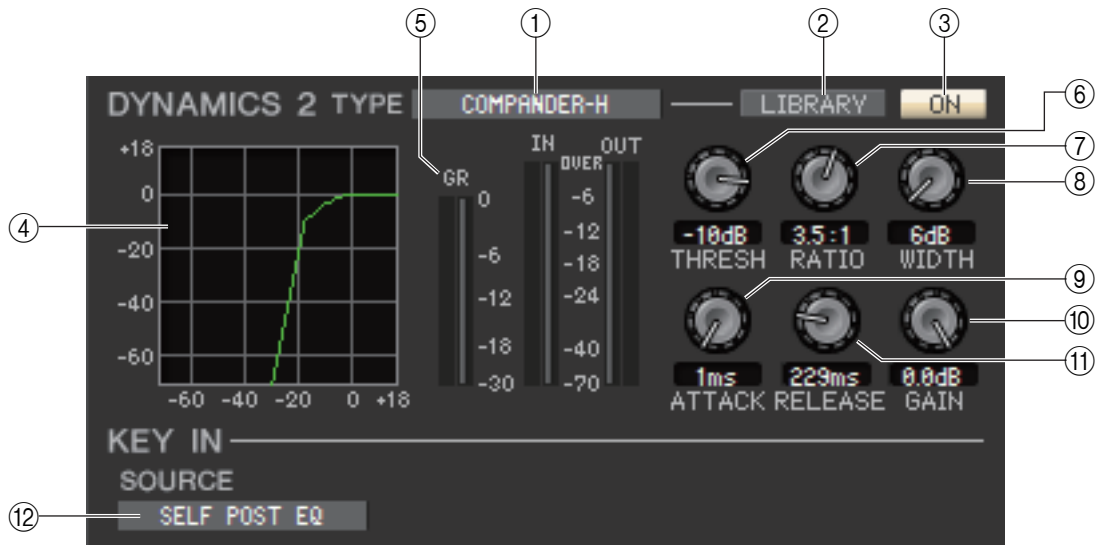 ⑤ ① ② ③
DYNAMICS 2 TYPE COMPANDER-H LIBRARY ON
⑥
⑦
⑧
④
+18
0
-20
-40
-60
-60 -40 -20 0 +18
GR
0
-6
-12
-18
-30
IN OUT
OVER
-6
-12
-18
-24
-40
-70
-10dB 3.5:1 6dB
THRESH RATIO WIDTH
⑨
⑩
⑪
1ms 229ms 0.0dB
ATTACK RELEASE GAIN
KEY IN
SOURCE
⑫ SELF POST EQ